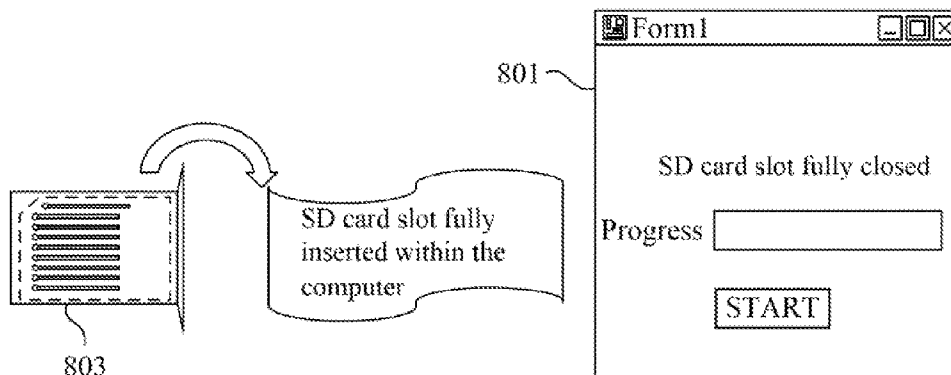 Form1
801
SD card slot fully closed
SD card slot fully
inserted within the
computer
Progress
START
803